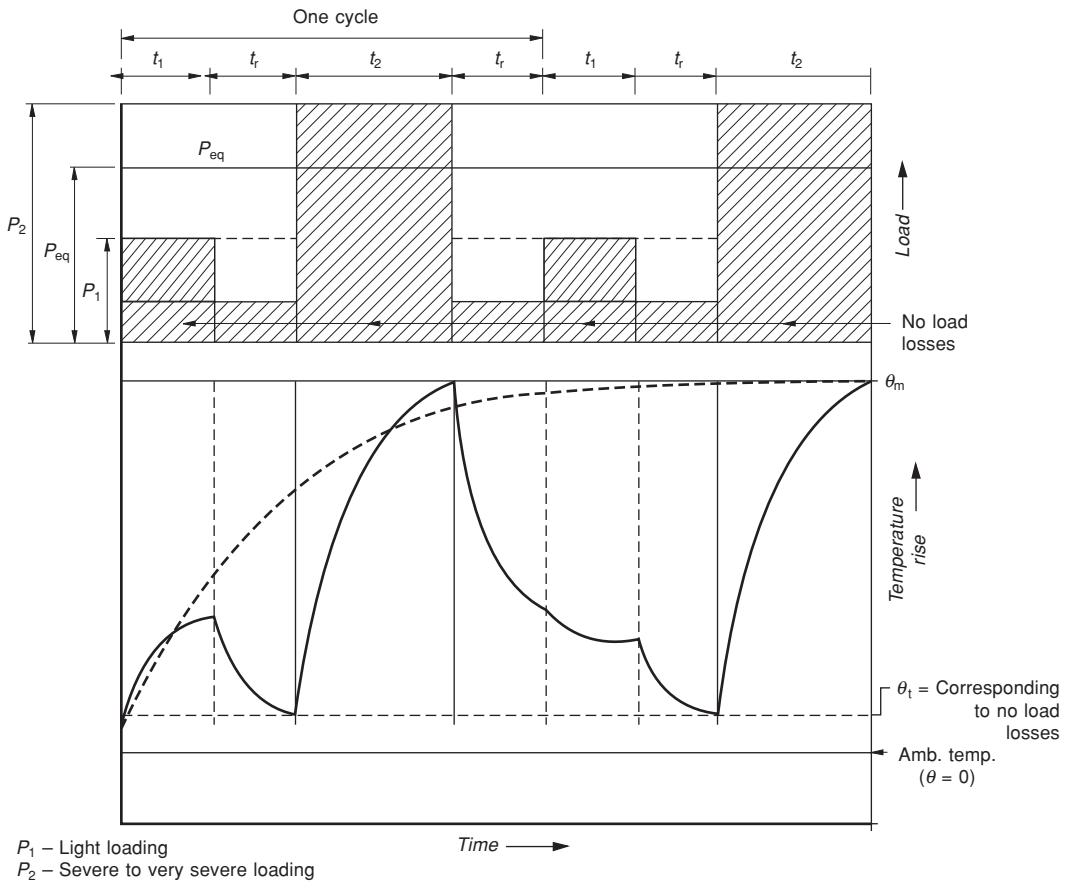 One cycle
t1 tr t2 tr t1 tr t2
Peq
P2
Peq
P1
Load
No load
losses
θm
Temperature
rise
θt = Corresponding
to no load
losses
Amb. temp.
(θ = 0)
Time
P1 – Light loading
P2 – Severe to very severe loading